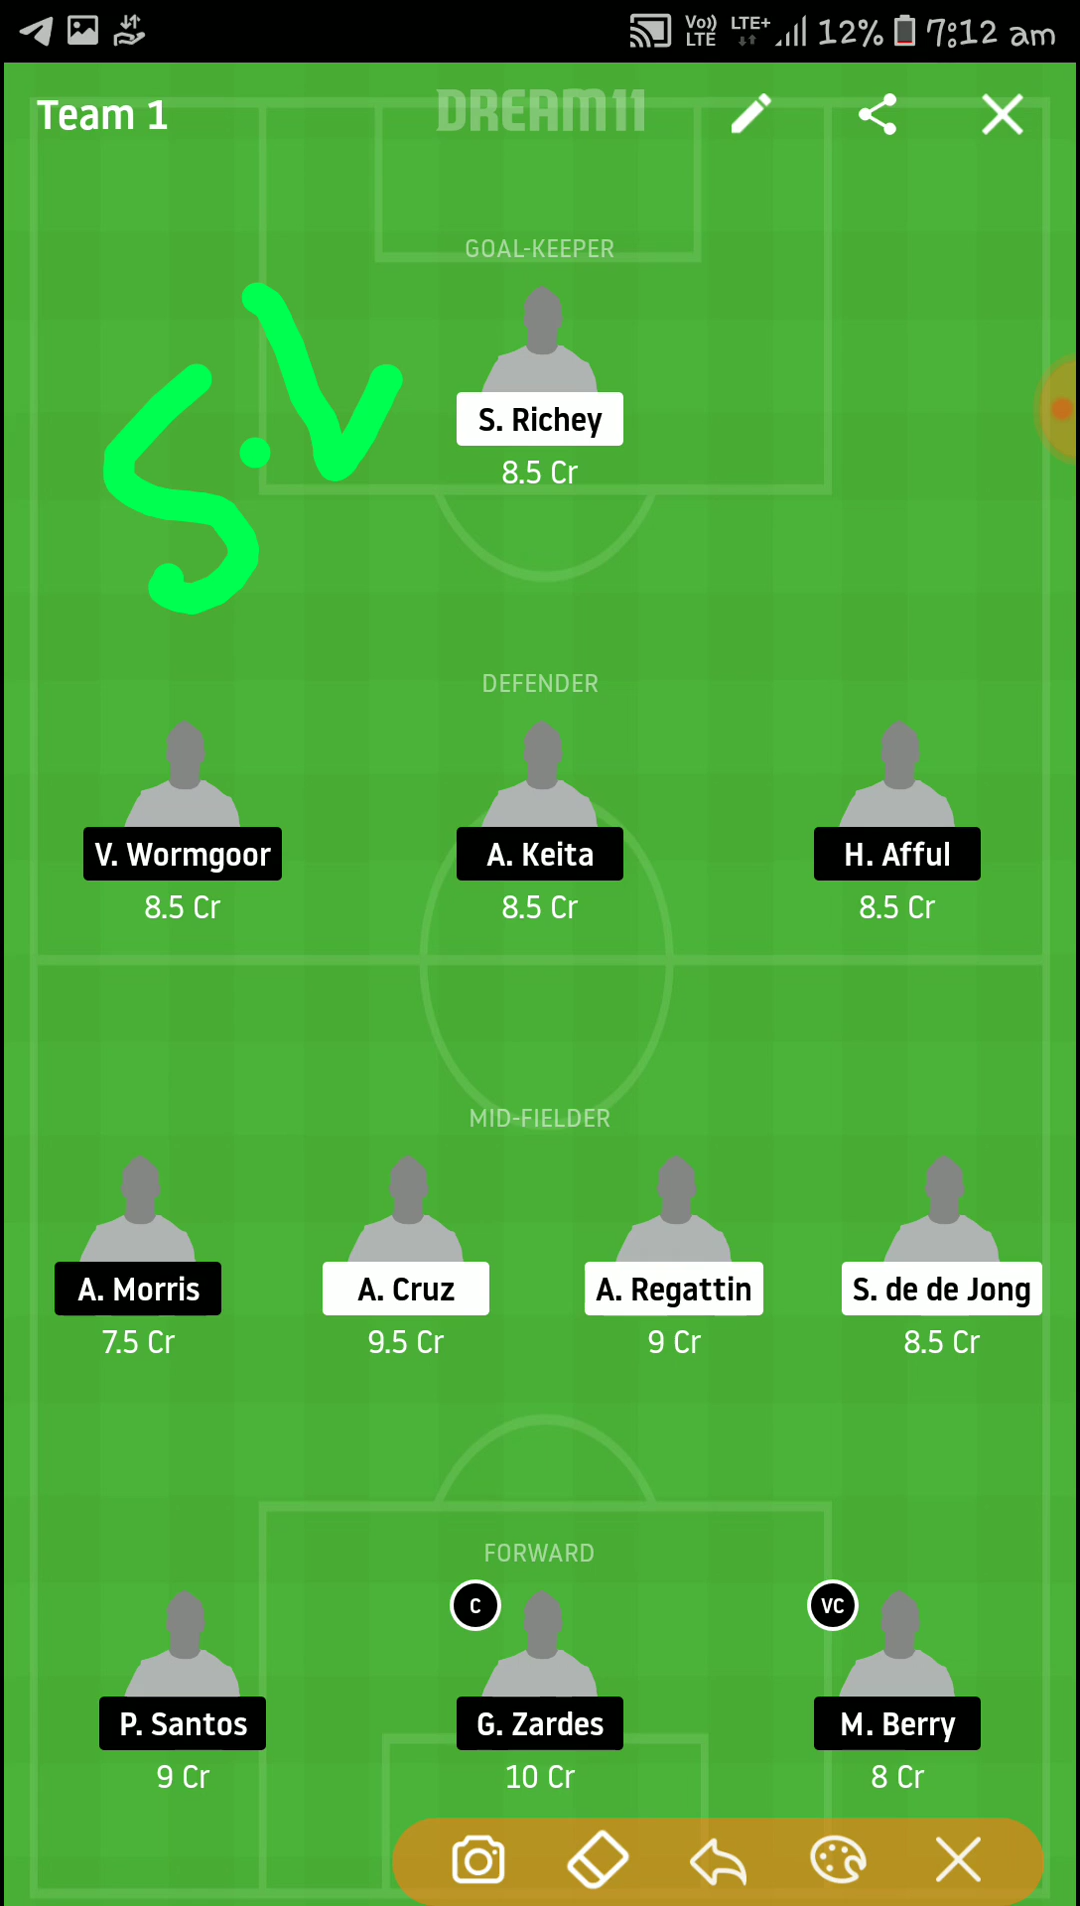 Vo)) LTE LTE+ 12% 7:12 am
Team 1 DREAM11
GOAL-KEEPER
S.V
S. Richey
8.5 Cr
DEFENDER
V. Wormgoor A. Keita H. Afful
8.5 Cr 8.5 Cr 8.5 Cr
MID-FIELDER
A. Morris A. Cruz A. Regattin S. de de Jong
7.5 Cr 9.5 Cr 9 Cr 8.5 Cr
FORWARD
C VC
P. Santos G. Zardes M. Berry
9 Cr 10 Cr 8 Cr